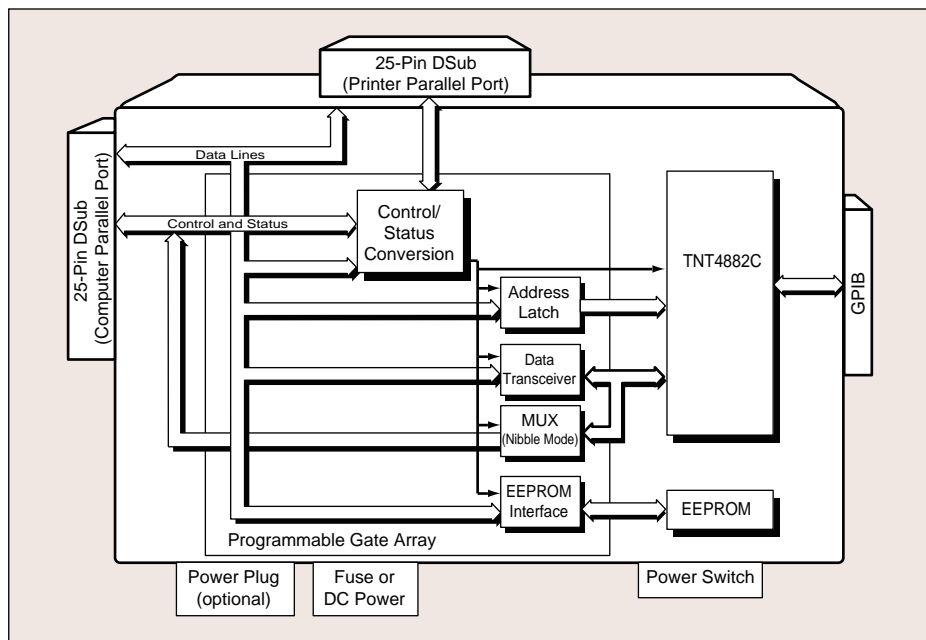 25-Pin DSub
(Printer Parallel Port)
25-Pin DSub
(Computer Parallel Port)
Data Lines
Control and Status
Control/
Status
Conversion
TNT4882C
GPIB
Address
Latch
Data
Transceiver
MUX
(Nibble Mode)
EEPROM
Interface
EEPROM
Programmable Gate Array
Power Plug
(optional)
Fuse or
DC Power
Power Switch